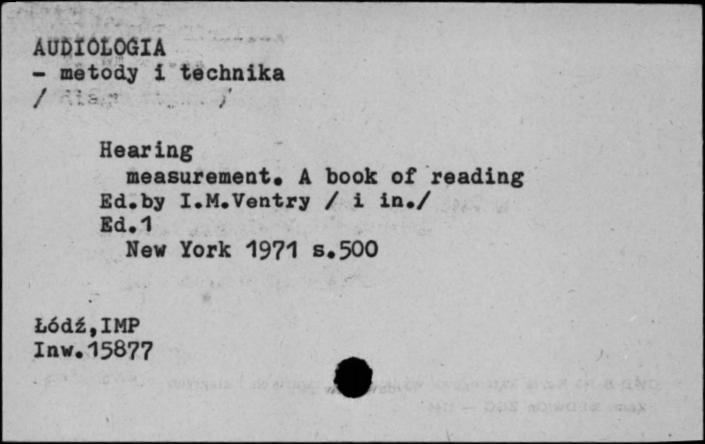 AUDIOLOGIA
- metody i technika
/ )
Hearing
measurement. A book of reading
Ed.by I.M.Ventry / i in./
Ed.1
New York 1971 s.500
Łódź,IMP
Inw.15877